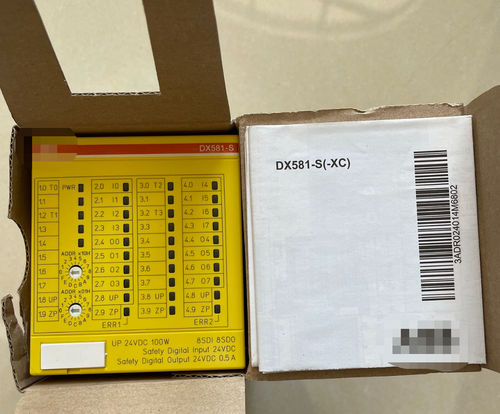 DX581-S
1.0 T0 PWR 2.0 I0 3.0 T2 4.0 I4
1.1 2.1 I1 3.1 4.1 I5
1.2 T1 2.2 I2 3.2 T3 4.2 I6
1.3 2.3 I3 3.3 4.3 I7
1.4 2.4 O0 3.4 4.4 O4
1.5 ADDR x10H 2.5 O1 3.5 4.5 O5
1.6 2.6 O2 3.6 4.6 O6
1.7 2.7 O3 3.7 4.7 O7
1.8 UP ADDR x01H 2.8 UP 3.8 UP 4.8 UP
1.9 ZP 2.9 ZP 3.9 ZP 4.9 ZP
ERR1 ERR2
UP 24VDC 100W 8SDI 8SDO
Safety Digital Input 24VDC
Safety Digital Output 24VDC 0.5 A
DX581-S(-XC)
3ADR024014M6802